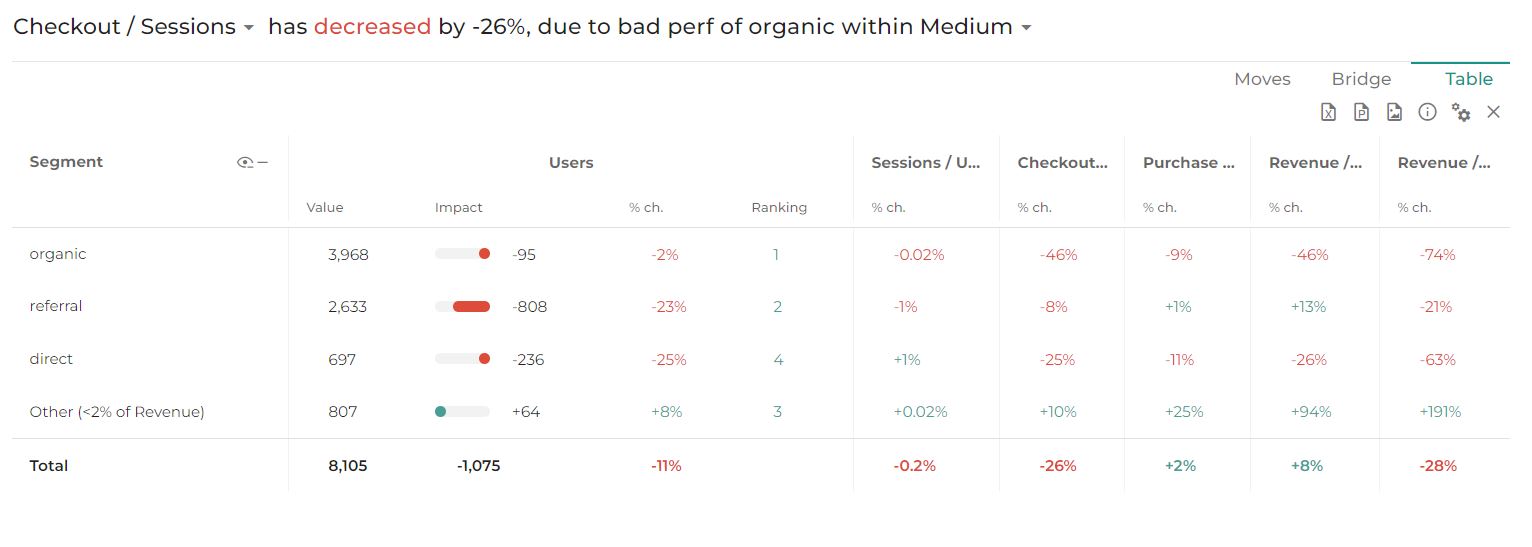 Checkout / Sessions has decreased by -26%, due to bad perf of organic within Medium
Moves Bridge Table
Segment Users Sessions / U... Checkout... Purchase ... Revenue /... Revenue /...
Value Impact % ch. Ranking % ch. % ch. % ch. % ch. % ch.
organic 3,968 -95 -2% 1 -0.02% -46% -9% -46% -74%
referral 2,633 -808 -23% 2 -1% -8% +1% +13% -21%
direct 697 -236 -25% 4 +1% -25% -11% -26% -63%
Other (<2% of Revenue) 807 +64 +8% 3 +0.02% +10% +25% +94% +191%
Total 8,105 -1,075 -11% -0.2% -26% +2% +8% -28%